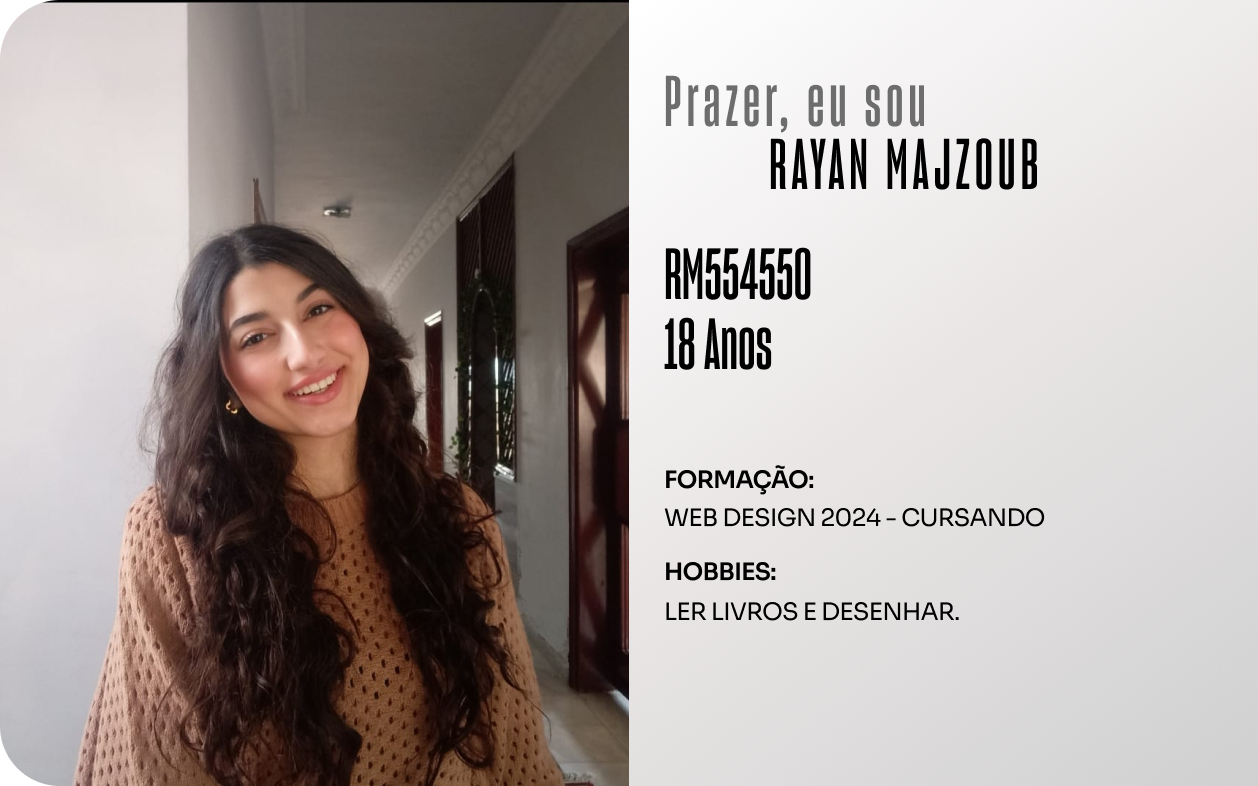 Prazer, eu sou
RAYAN MAJZOUB
RM554550
18 Anos
FORMAÇÃO:
WEB DESIGN 2024 - CURSANDO
HOBBIES:
LER LIVROS E DESENHAR.